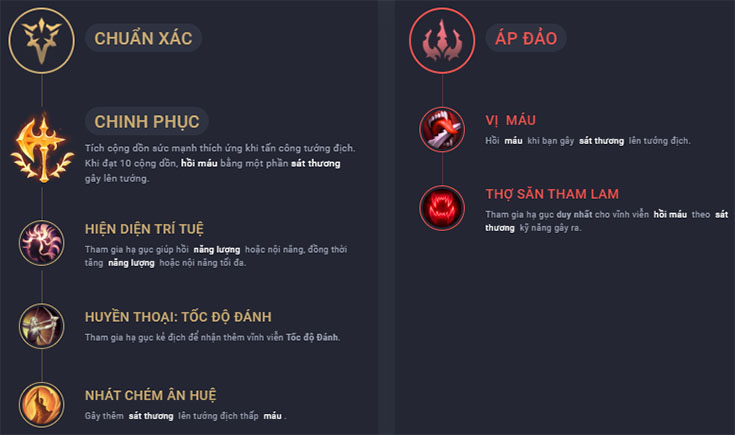 CHUẨN XÁC
CHINH PHỤC
Tích cộng dồn sức mạnh thích ứng khi tấn công tướng địch.
Khi đạt 10 cộng dồn, hồi máu bằng một phần sát thương
gây lên tướng.
HIỆN DIỆN TRÍ TUỆ
Tham gia hạ gục giúp hồi năng lượng hoặc nội năng, đồng thời
tăng năng lượng hoặc nội năng tối đa.
HUYỀN THOẠI: TỐC ĐỘ ĐÁNH
Tham gia hạ gục kẻ địch để nhận thêm vĩnh viễn Tốc độ Đánh.
NHÁT CHÉM ÂN HUỆ
Gây thêm sát thương lên tướng địch thấp máu .
ÁP ĐẢO
VỊ MÁU
Hồi máu khi bạn gây sát thương lên tướng địch.
THỢ SĂN THAM LAM
Tham gia hạ gục duy nhất cho vĩnh viễn hồi máu theo sát
thương kỹ năng gây ra.